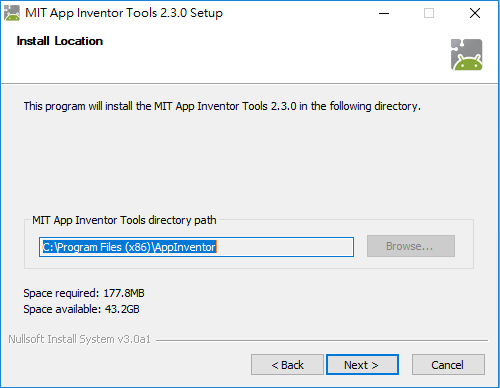 MIT App Inventor Tools 2.3.0 Setup
Install Location
This program will install the MIT App Inventor Tools 2.3.0 in the following directory.
MIT App Inventor Tools directory path
C:\Program Files (x86)\AppInventor
Browse...
Space required: 177.8MB
Space available: 43.2GB
Nullsoft Install System v3.0a1
< Back
Next >
Cancel